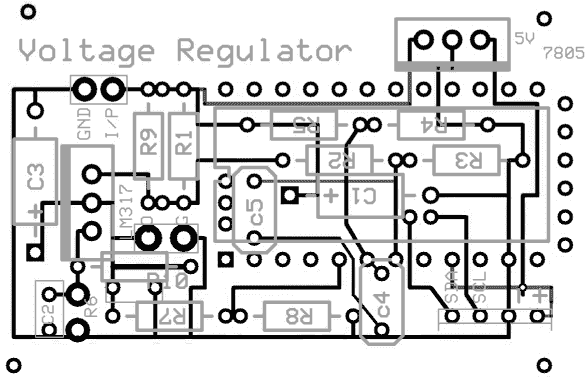 Voltage Regulator
5V
7805
GND
I/P
R9
R1
R5
R4
R2
R3
C3
+
LM317
O
G
c5
+ C1
R10
C2
R6
R7
R8
c4
SDA
SCL
+